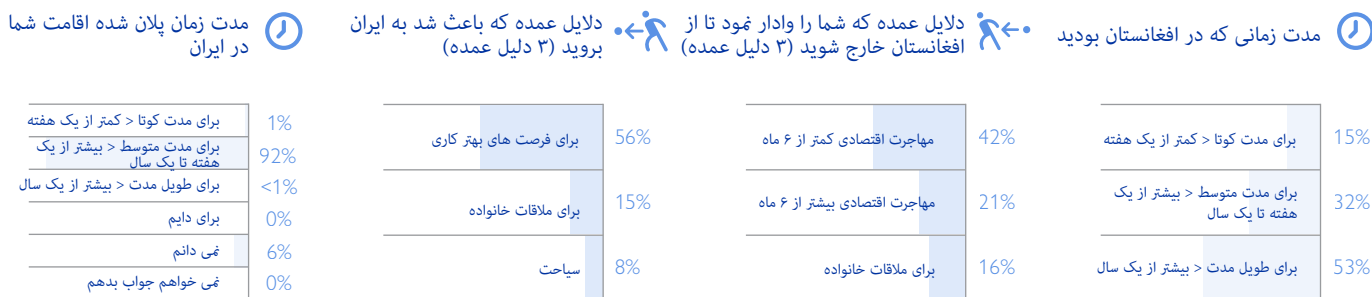 مدت زمانی که در افغانستان بودید
15% برای مدت کوتا < کمتر از یک هفته
32% برای مدت متوسط < بیشتر از یک
هفته تا یک سال
53% برای طویل مدت < بیشتر از یک سال
دلایل عمده که شما را وادار نمود تا از
افغانستان خارج شوید (۳ دلیل عمده)
42% مهاجرت اقتصادی کمتر از ۶ ماه
21% مهاجرت اقتصادی بیشتر از ۶ ماه
16% برای ملاقات خانواده
دلایل عمده که باعث شد به ایران
بروید (۳ دلیل عمده)
56% برای فرصت های بهتر کاری
15% برای ملاقات خانواده
8% سیاحت
مدت زمان پلان شده اقامت شما
در ایران
1% برای مدت کوتا < کمتر از یک هفته
92% برای مدت متوسط < بیشتر از یک
هفته تا یک سال
<1% برای طویل مدت < بیشتر از یک سال
0% برای دایم
6% نمی دانم
0% نمی خواهم جواب بدهم